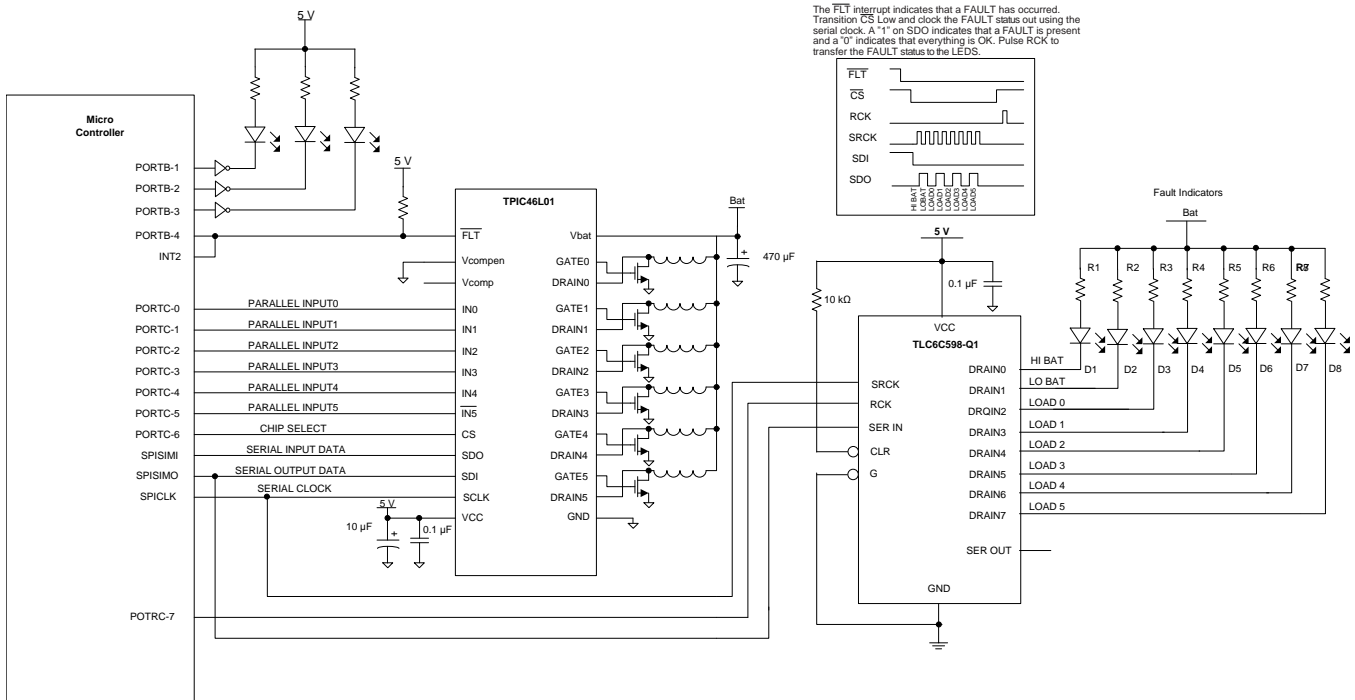 The FLT interrupt indicates that a FAULT has occurred.
Transition CS Low and clock the FAULT status out using the
serial clock. A "1" on SDO indicates that a FAULT is present
and a "0" indicates that everything is OK. Pulse RCK to
transfer the FAULT status to the LEDS.
FLT
CS
RCK
SRCK
SDI
SDO
HI BAT
LOBAT
LOAD0
LOAD1
LOAD2
LOAD3
LOAD4
LOAD5
5 V
Micro
Controller
PORTB-1
PORTB-2
PORTB-3
PORTB-4
INT2
PORTC-0
PORTC-1
PORTC-2
PORTC-3
PORTC-4
PORTC-5
PORTC-6
SPISIMI
SPISIMO
SPICLK
POTRC-7
5 V
PARALLEL INPUT0
PARALLEL INPUT1
PARALLEL INPUT2
PARALLEL INPUT3
PARALLEL INPUT4
PARALLEL INPUT5
CHIP SELECT
SERIAL INPUT DATA
SERIAL OUTPUT DATA
SERIAL CLOCK
5 V
10 µF
+
0.1 µF
TPIC46L01
FLT
Vcompen
Vcomp
IN0
IN1
IN2
IN3
IN4
IN5
CS
SDO
SDI
SCLK
VCC
Vbat
GATE0
DRAIN0
GATE1
DRAIN1
GATE2
DRAIN2
GATE3
DRAIN3
GATE4
DRAIN4
GATE5
DRAIN5
GND
Bat
+
470 µF
5 V
0.1 µF
10 kΩ
VCC
TLC6C598-Q1
SRCK
RCK
SER IN
CLR
G
DRAIN0
DRAIN1
DRQIN2
DRAIN3
DRAIN4
DRAIN5
DRAIN6
DRAIN7
SER OUT
GND
HI BAT
LO BAT
LOAD 0
LOAD 1
LOAD 2
LOAD 3
LOAD 4
LOAD 5
Fault Indicators
Bat
R1
R2
R3
R4
R5
R6
D1
D2
D3
D4
D5
D6
D7
D8